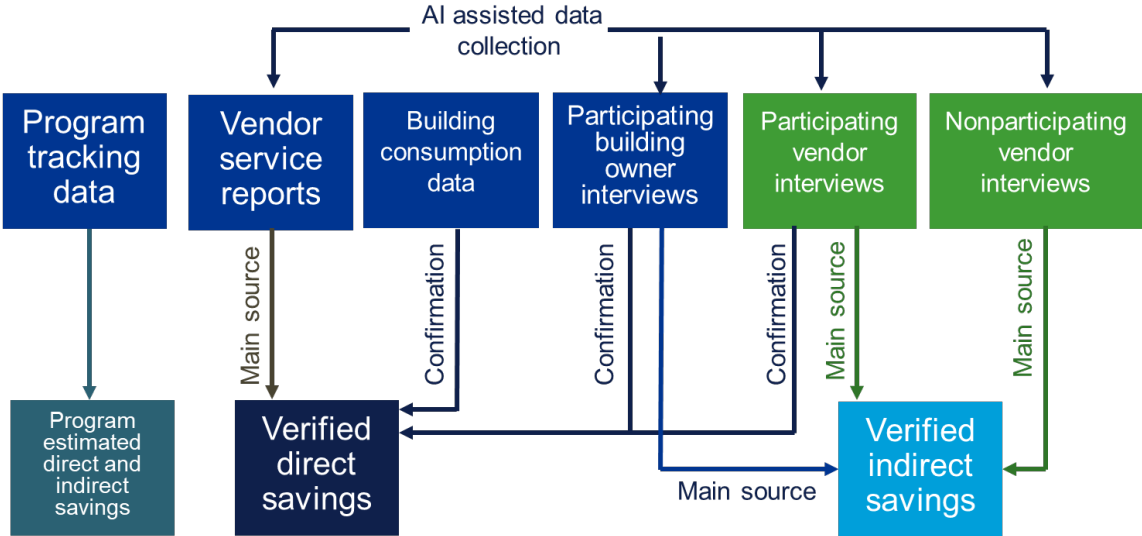 AI assisted data
collection
Program
tracking
data
Vendor
service
reports
Building
consumption
data
Participating
building
owner
interviews
Participating
vendor
interviews
Nonparticipating
vendor
interviews
Main source
Confirmation
Confirmation
Confirmation
Main source
Main source
Program
estimated
direct and
indirect
savings
Verified
direct
savings
Main source
Verified
indirect
savings